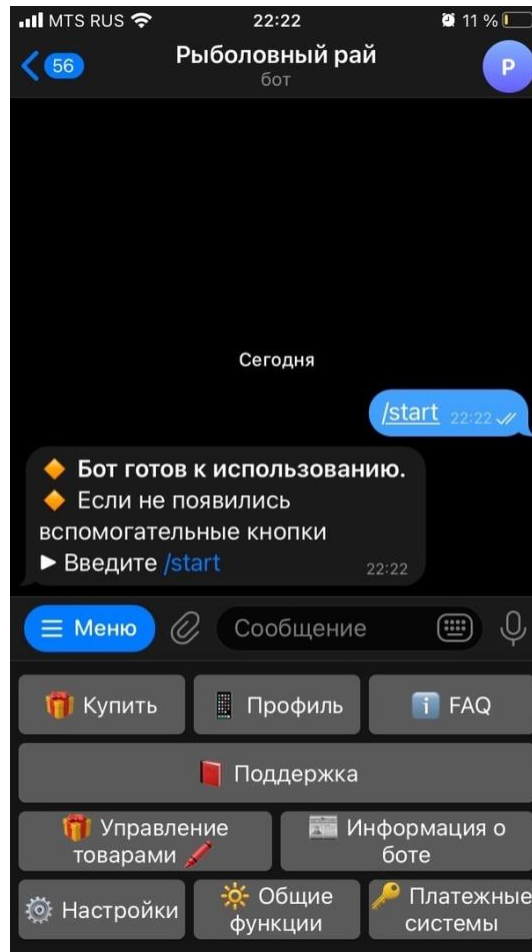 MTS RUS 22:22 11 %
56 Рыболовный рай Р
бот
Сегодня
/start 22:22
Бот готов к использованию.
Если не появились
вспомогательные кнопки
Введите /start 22:22
Меню Сообщение
Купить Профиль FAQ
Поддержка
Управление товарами Информация о боте
Настройки Общие функции Платежные системы